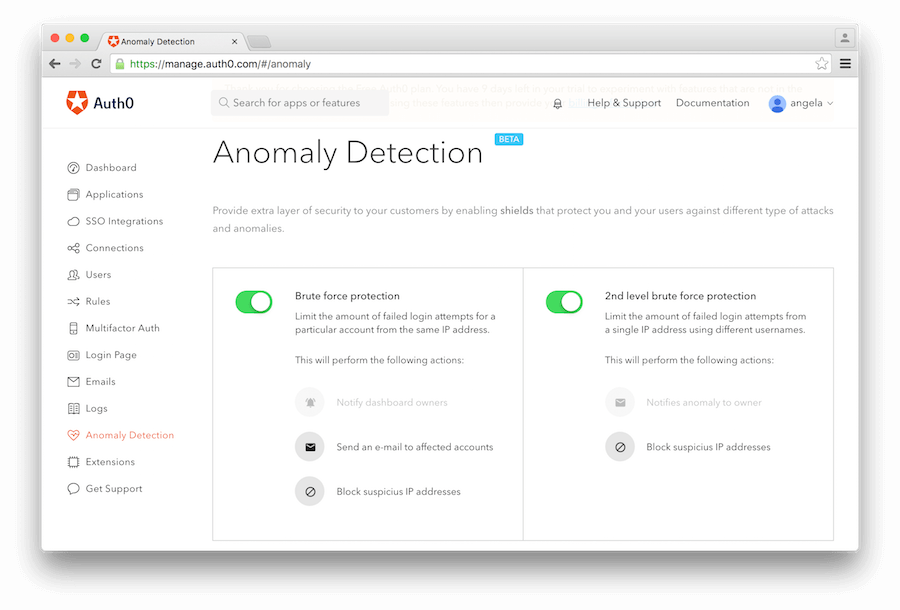 Anomaly Detection
https://manage.auth0.com/#/anomaly
Auth0
Search for apps or features
Help & Support
Documentation
angela
Dashboard
Applications
SSO Integrations
Connections
Users
Rules
Multifactor Auth
Login Page
Emails
Logs
Anomaly Detection
Extensions
Get Support
Anomaly Detection
BETA
Provide extra layer of security to your customers by enabling shields that protect you and your users against different type of attacks
and anomalies.
Brute force protection
Limit the amount of failed login attempts for a
particular account from the same IP address.
This will perform the following actions:
Notify dashboard owners
Send an e-mail to affected accounts
Block suspicius IP addresses
2nd level brute force protection
Limit the amount of failed login attempts from
a single IP address using different usernames.
This will perform the following actions:
Notifies anomaly to owner
Block suspicius IP addresses